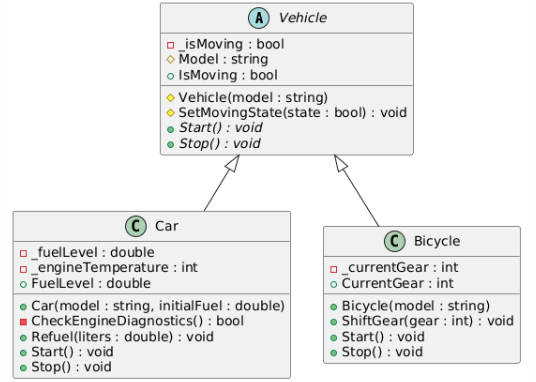 A Vehicle
_isMoving : bool
Model : string
IsMoving : bool
Vehicle(model : string)
SetMovingState(state : bool) : void
Start() : void
Stop() : void
C Car
_fuelLevel : double
_engineTemperature : int
FuelLevel : double
Car(model : string, initialFuel : double)
CheckEngineDiagnostics() : bool
Refuel(liters : double) : void
Start() : void
Stop() : void
C Bicycle
_currentGear : int
CurrentGear : int
Bicycle(model : string)
ShiftGear(gear : int) : void
Start() : void
Stop() : void